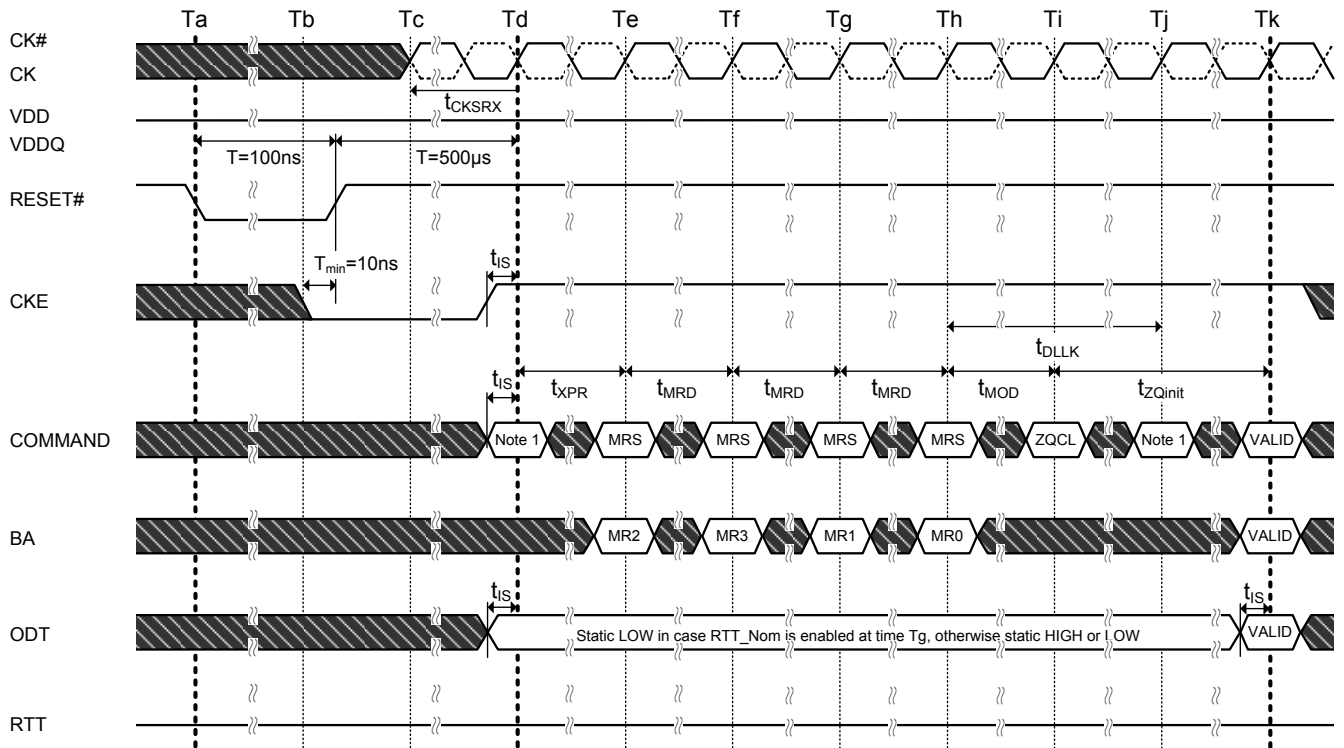 Ta Tb Tc Td Te Tf Tg Th Ti Tj Tk
CK#
CK
tCKSRX
VDD
VDDQ
T=100ns T=500µs
RESET#
Tmin=10ns tIS
CKE
tDLLK
tIS tXPR tMRD tMRD tMRD tMOD tZQinit
COMMAND Note 1 MRS MRS MRS MRS ZQCL Note 1 VALID
BA MR2 MR3 MR1 MR0 VALID
tIS tIS
ODT Static LOW in case RTT_Nom is enabled at time Tg, otherwise static HIGH or LOW VALID
RTT